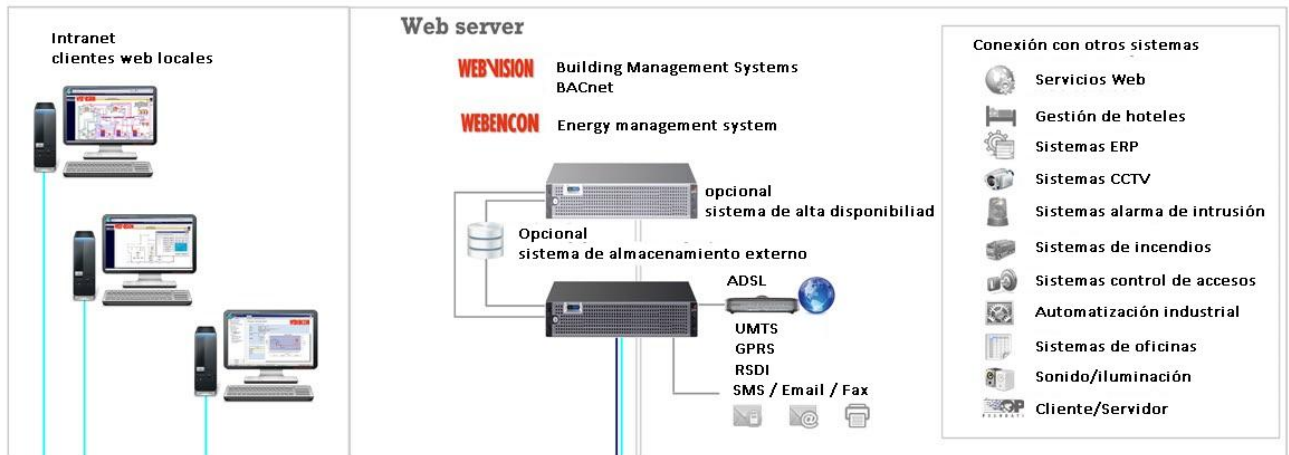 Intranet
clientes web locales
Web server
WEBVISION
Building Management Systems
BACnet
WEBENCON
Energy management system
opcional
sistema de alta disponibiliad
Opcional
sistema de almacenamiento externo
ADSL
UMTS
GPRS
RSDI
SMS / Email / Fax
Conexión con otros sistemas
Servicios Web
Gestión de hoteles
Sistemas ERP
Sistemas CCTV
Sistemas alarma de intrusión
Sistemas de incendios
Sistemas control de accesos
Automatización industrial
Sistemas de oficinas
Sonido/iluminación
Cliente/Servidor